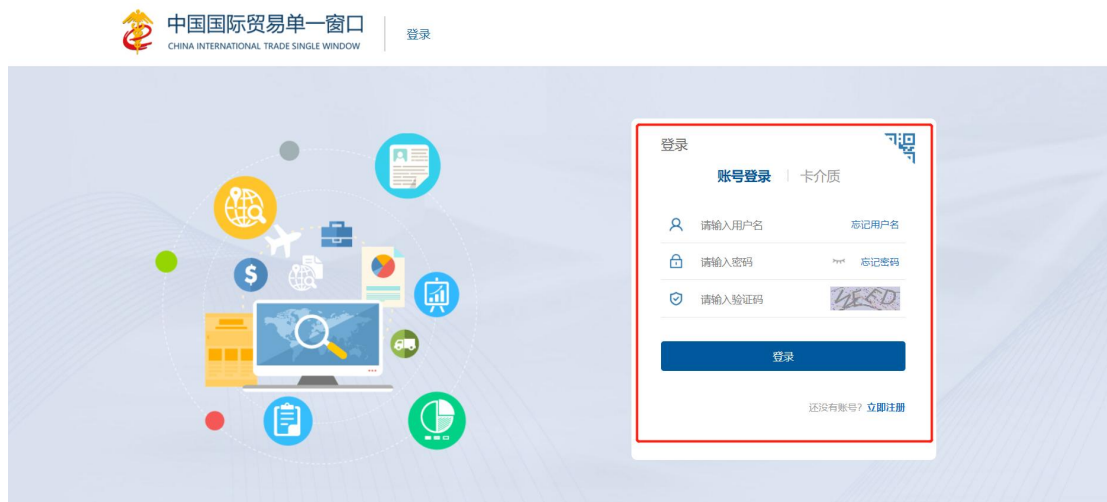 中国国际贸易单一窗口
CHINA INTERNATIONAL TRADE SINGLE WINDOW
登录
登录
账号登录 卡介质
请输入用户名 忘记用户名
请输入密码 忘记密码
请输入验证码
登录
还没有账号? 立即注册
$